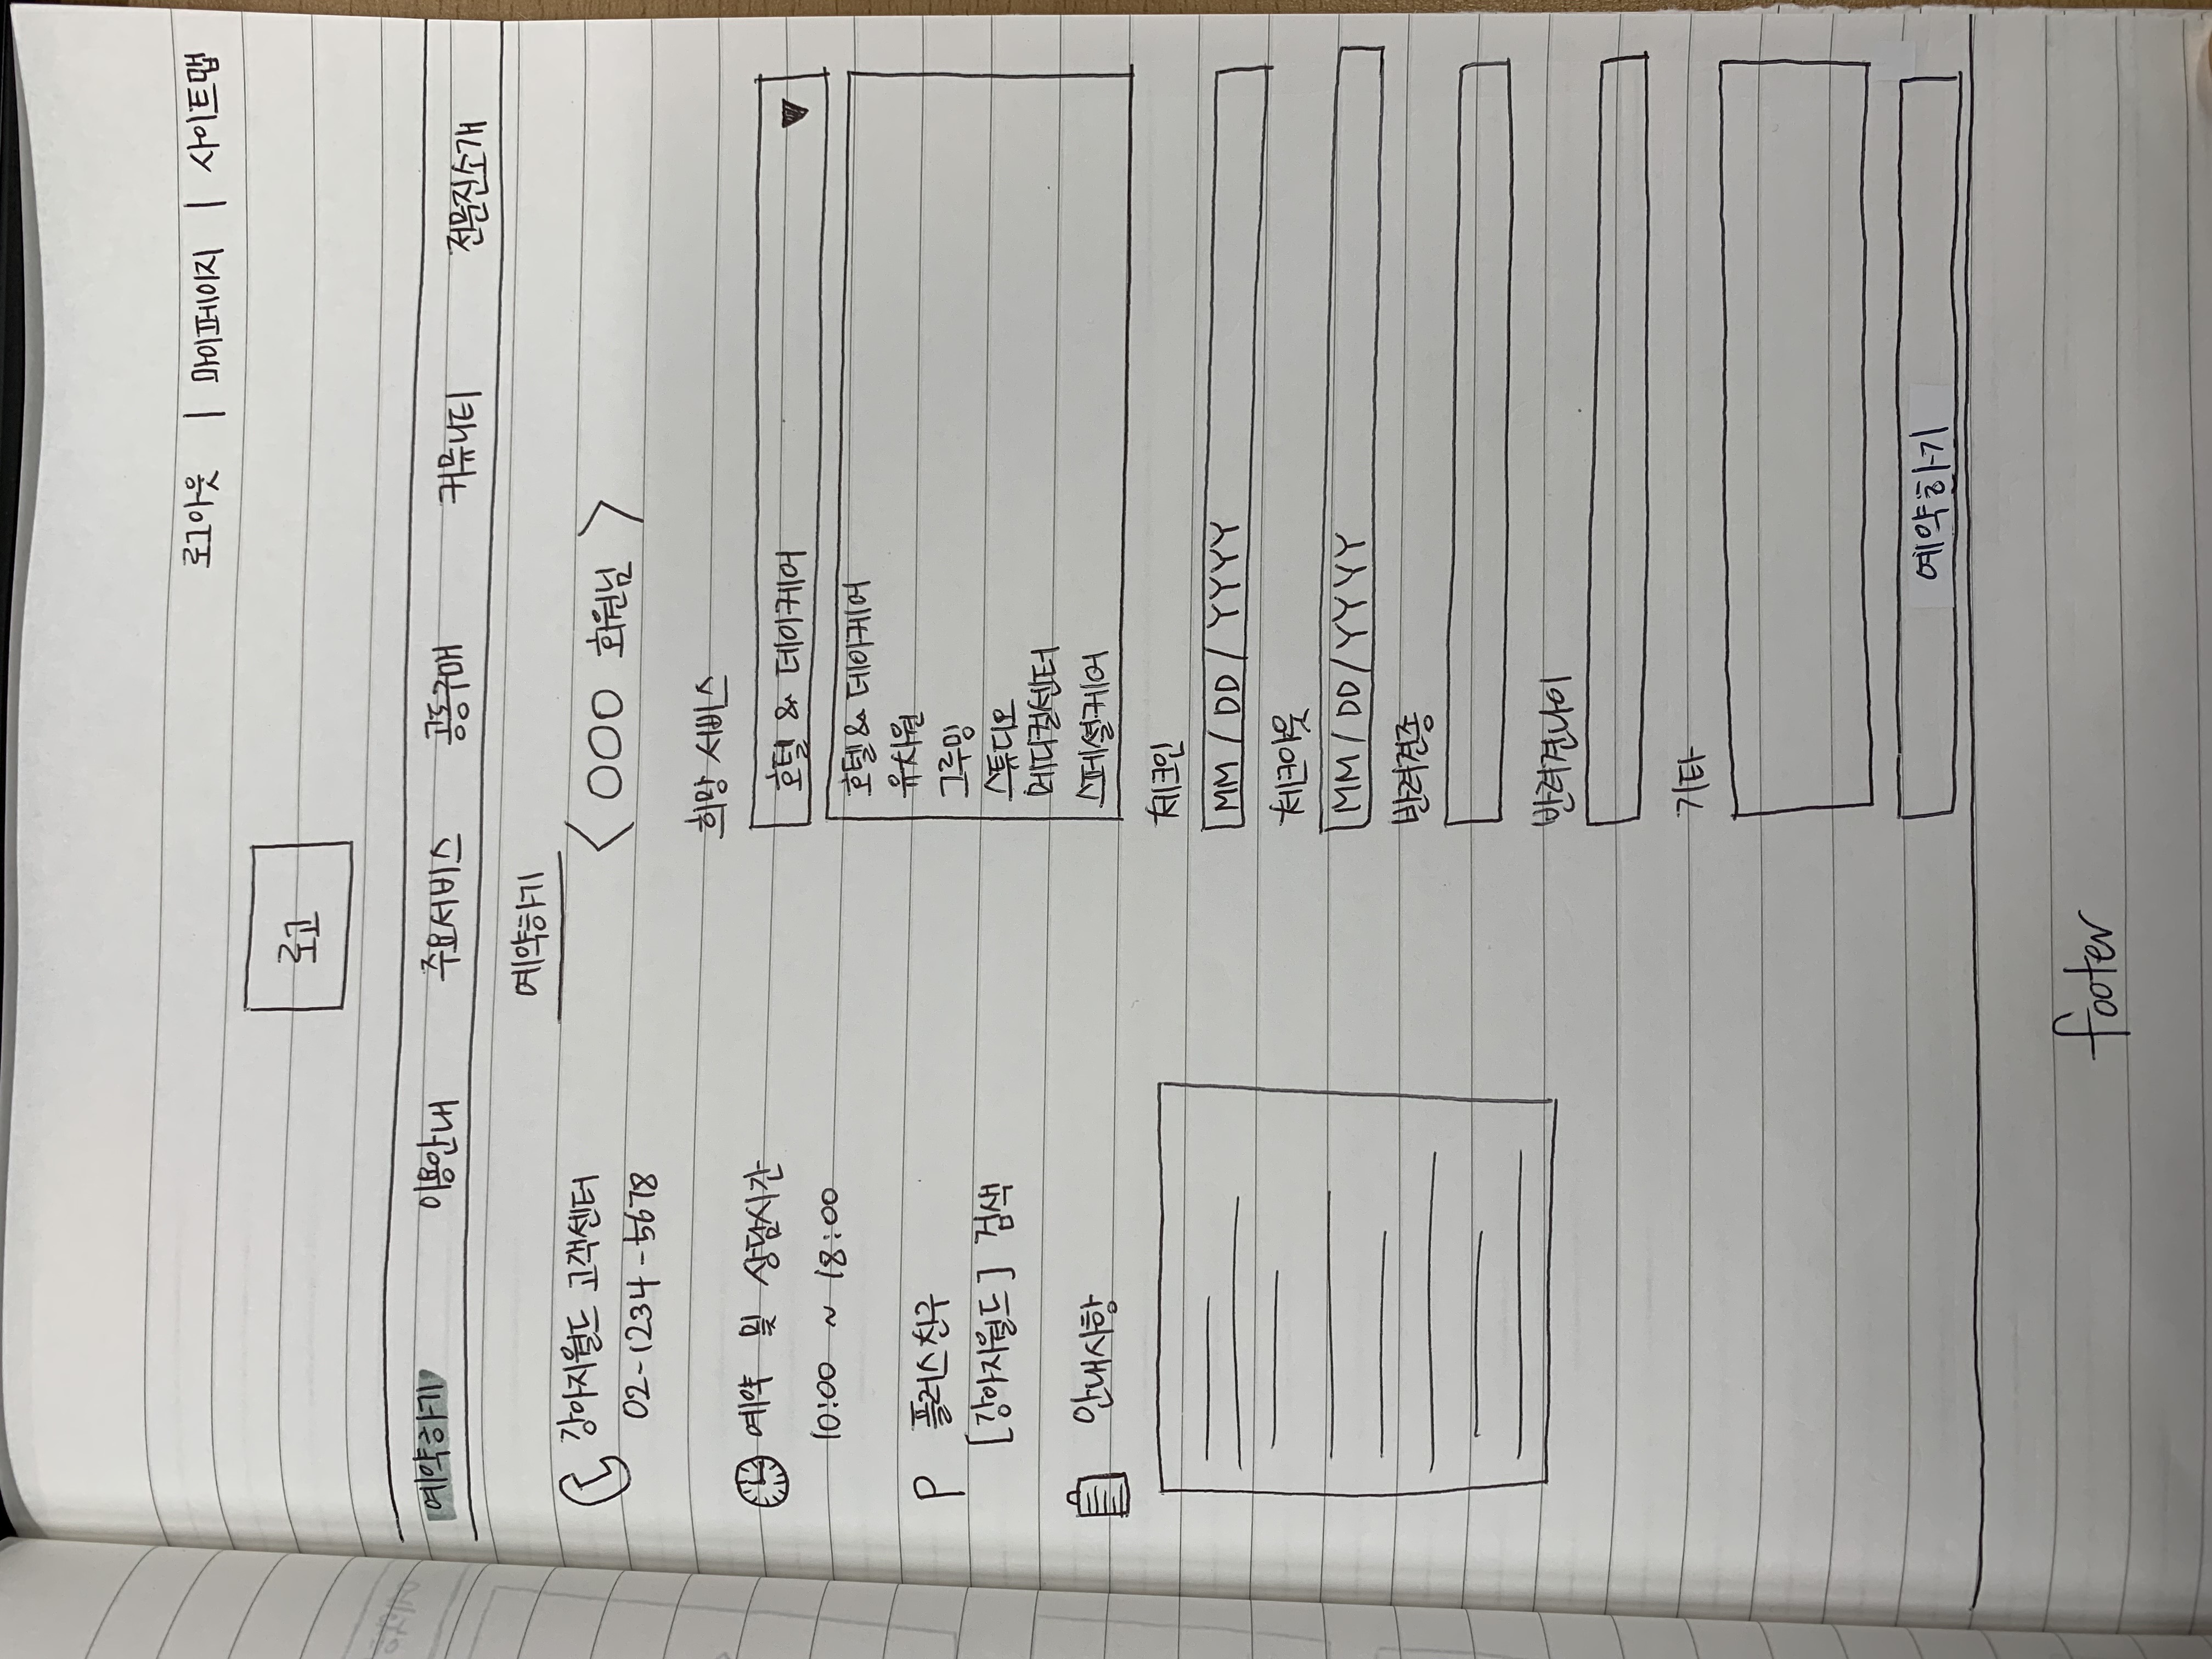 로그아웃 | 마이페이지 | 사이트맵
로고
예약하기 이용안내 주요서비스 공동구매 커뮤니티 전문진소개
예약하기
강아지월드 고객센터
02-1234-5678
< OOO 회원님 >
예약 및 상담시간
10:00 ~ 18:00
P 플러스친구
[강아지월드] 검색
안내사항
희망 서비스
호텔 & 데이케어
호텔 & 데이케어
유치원
그루밍
스튜디오
메디컬센터
스페셜케어
체크인
MM / DD / YYYY
체크아웃
MM / DD / YYYY
반려견종
반려견나이
기타
예약하기
footer